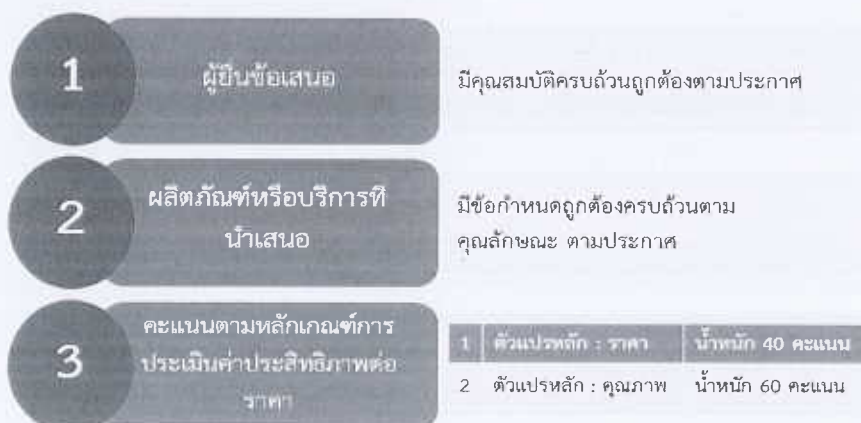 1
ผู้ยื่นข้อเสนอ
มีคุณสมบัติครบถ้วนถูกต้องตามประกาศ
2
ผลิตภัณฑ์หรือบริการที่
นำเสนอ
มีข้อกำหนดถูกต้องครบถ้วนตาม
คุณลักษณะ ตามประกาศ
3
คะแนนตามหลักเกณฑ์การ
ประเมินค่าประสิทธิภาพต่อ
ราคา
1 ตัวแปรหลัก : ราคา น้ำหนัก 40 คะแนน
2 ตัวแปรหลัก : คุณภาพ น้ำหนัก 60 คะแนน